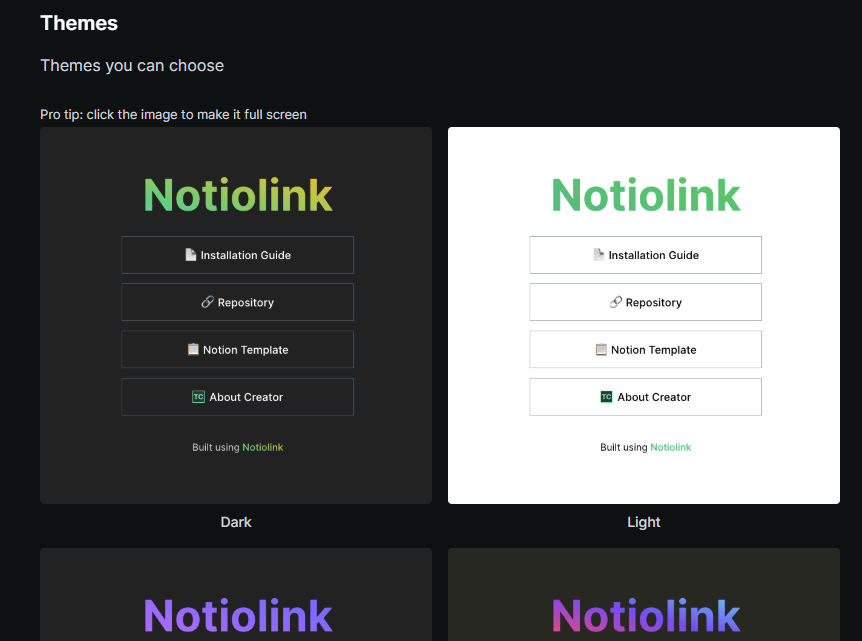 Themes
Themes you can choose
Pro tip: click the image to make it full screen
Notiolink
Installation Guide
Repository
Notion Template
TC About Creator
Built using Notiolink
Dark
Notiolink
Installation Guide
Repository
Notion Template
TC About Creator
Built using Notiolink
Light
Notiolink
Notiolink